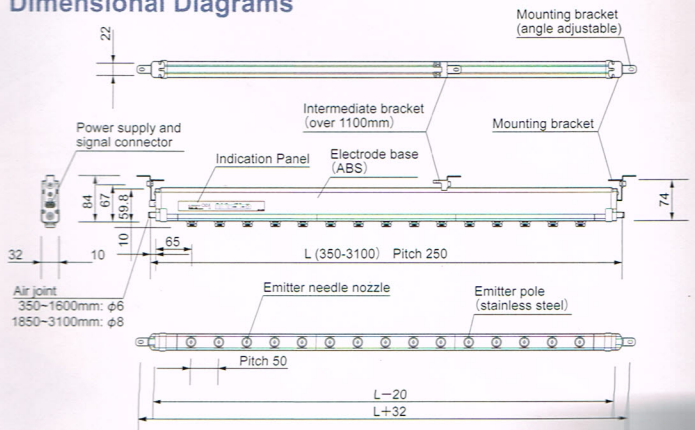 Dimensional Diagrams
Mounting bracket
(angle adjustable)
22
Intermediate bracket
(over 1100mm)
Mounting bracket
Power supply and
signal connector
Indication Panel
Electrode base
(ABS)
84
67
59.8
74
10
65
32
10
L (350-3100) Pitch 250
Air joint
350~1600mm: φ6
1850~3100mm: φ8
Emitter needle nozzle
Emitter pole
(stainless steel)
Pitch 50
L−20
L+32